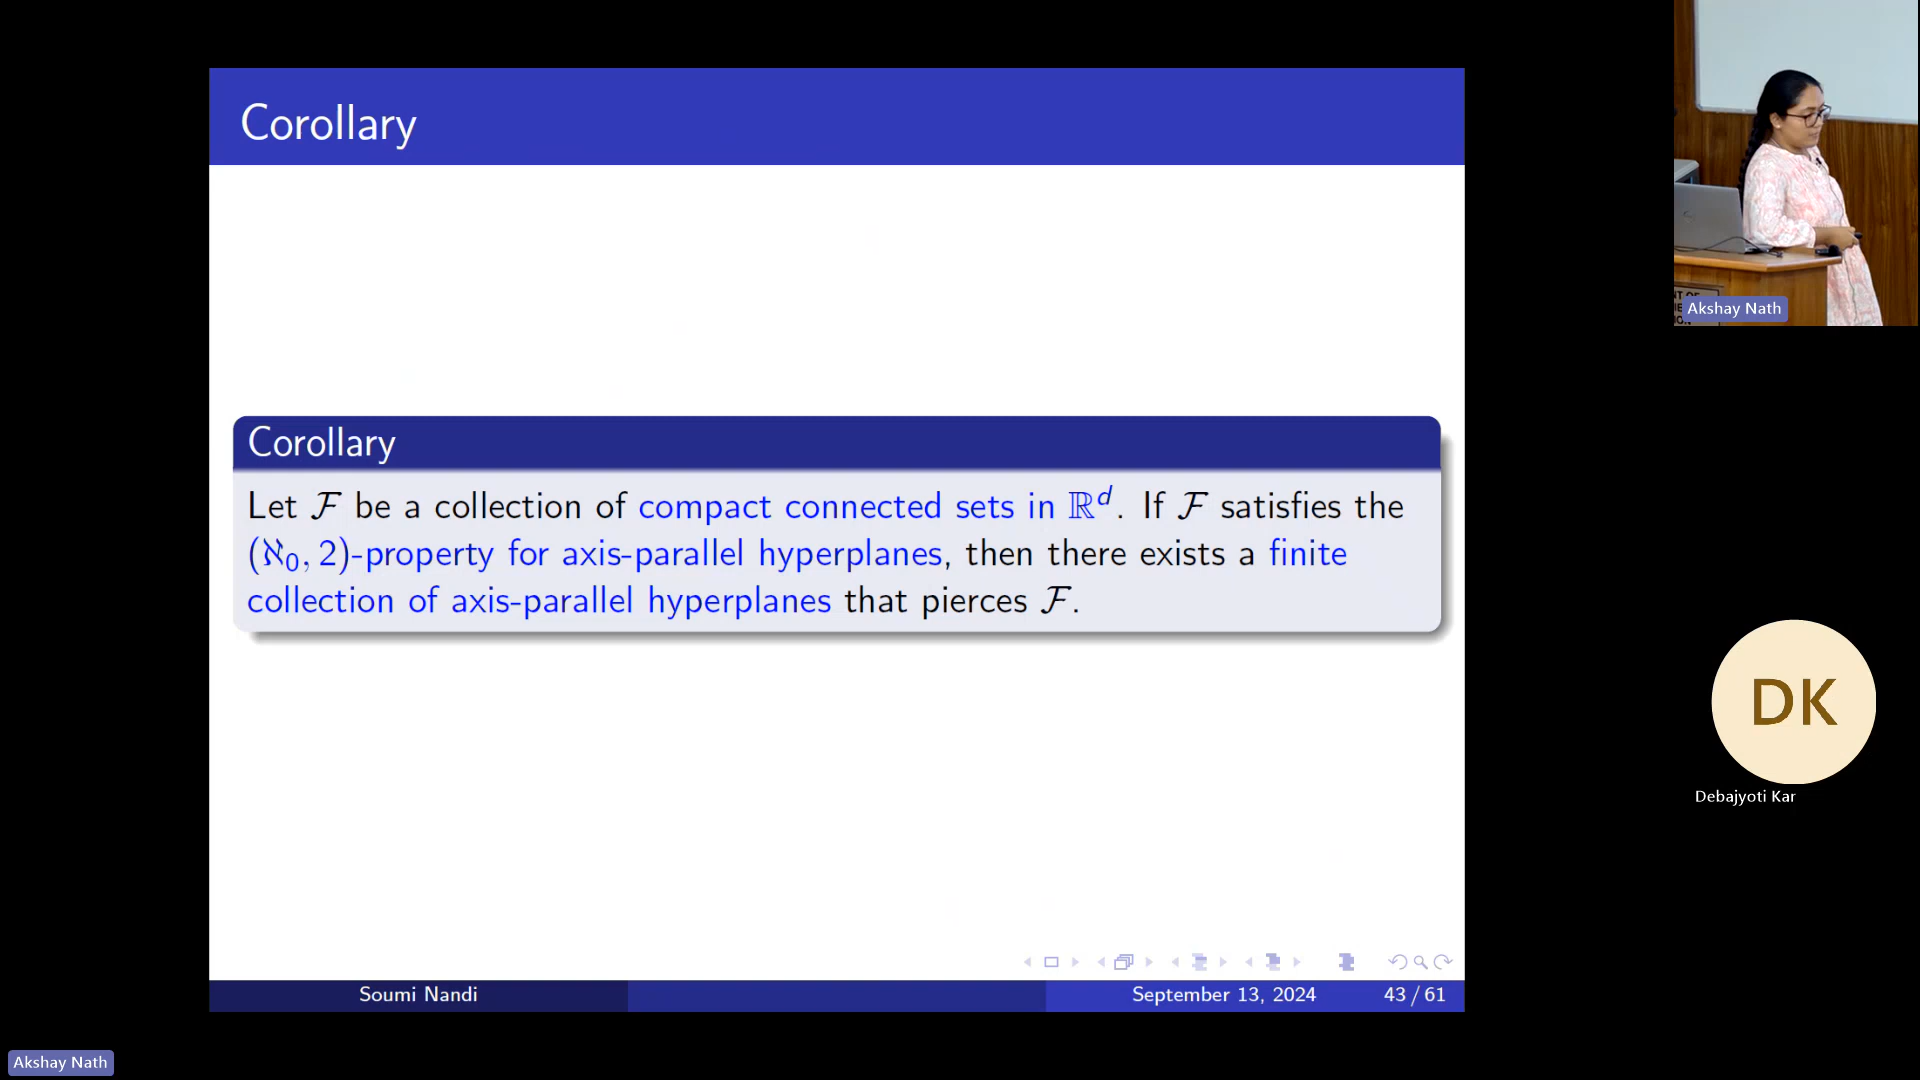 Corollary
Corollary
Let ℱ be a collection of compact connected sets in ℝᵈ. If ℱ satisfies the
(ℵ₀, 2)-property for axis-parallel hyperplanes, then there exists a finite
collection of axis-parallel hyperplanes that pierces ℱ.
Soumi Nandi
September 13, 2024
43 / 61
Akshay Nath
DK
Debajyoti Kar
Akshay Nath